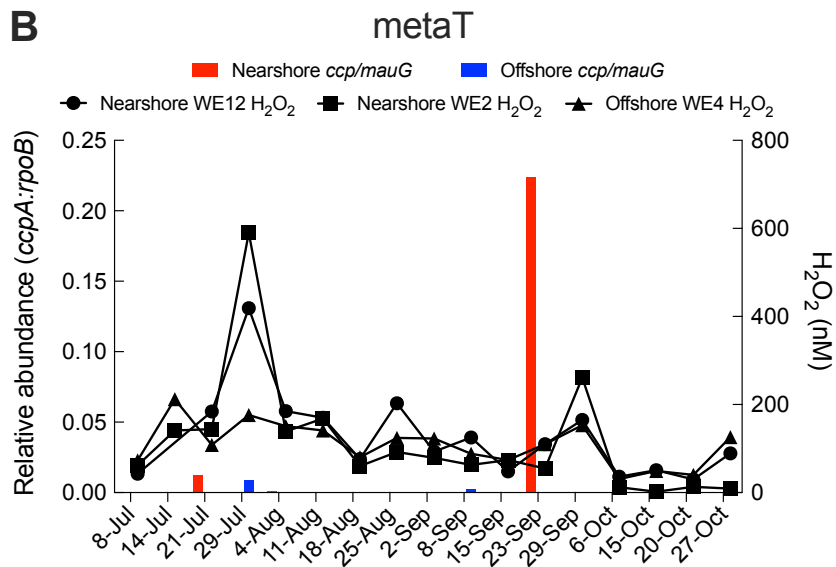 B
metaT
Nearshore ccp/mauG
Offshore ccp/mauG
Nearshore WE12 H₂O₂
Nearshore WE2 H₂O₂
Offshore WE4 H₂O₂
Relative abundance (ccpA:rpoB)
0.25
0.20
0.15
0.10
0.05
0.00
800
600
400
200
0
H₂O₂ (nM)
8-Jul
14-Jul
21-Jul
29-Jul
4-Aug
11-Aug
18-Aug
25-Aug
2-Sep
8-Sep
15-Sep
23-Sep
29-Sep
6-Oct
15-Oct
20-Oct
27-Oct